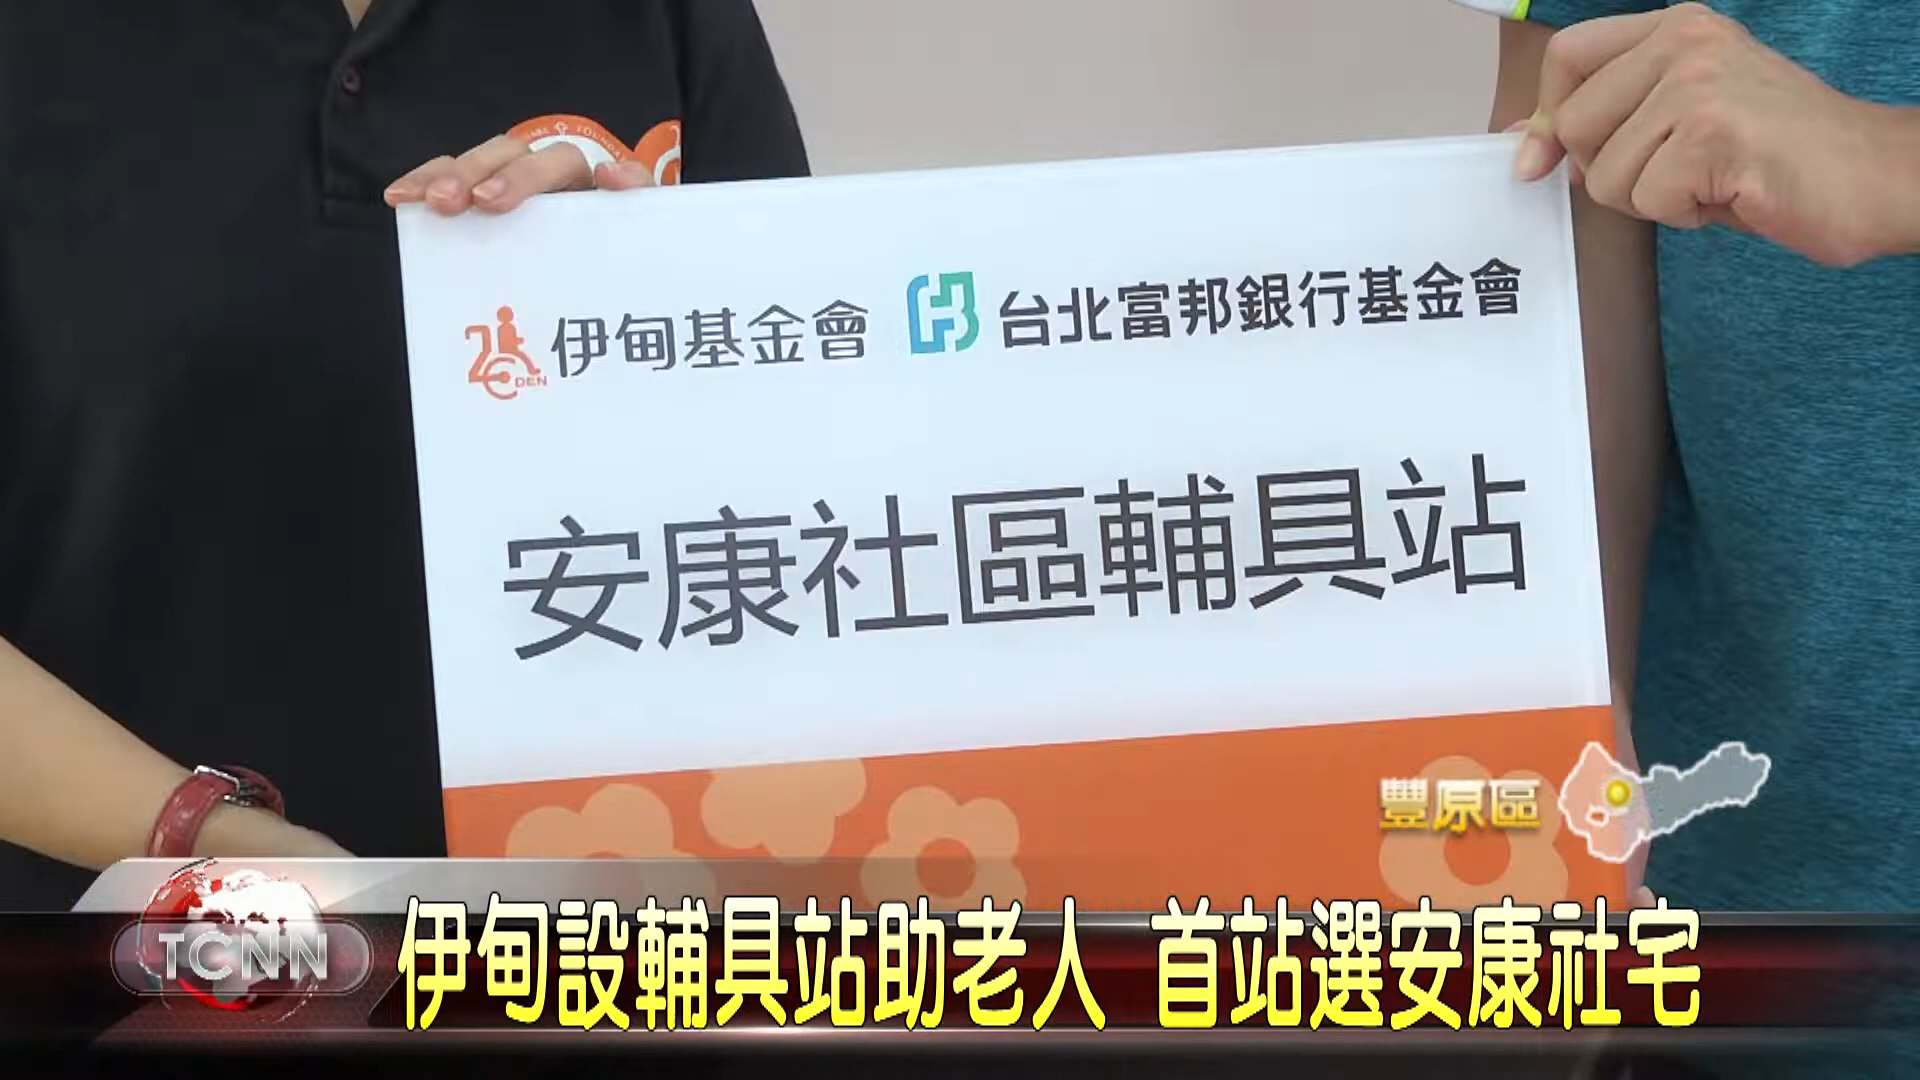 伊甸基金會 台北富邦銀行基金會
DEN
安康社區輔具站
豐原區
TCNN
伊甸設輔具站助老人 首站選安康社宅